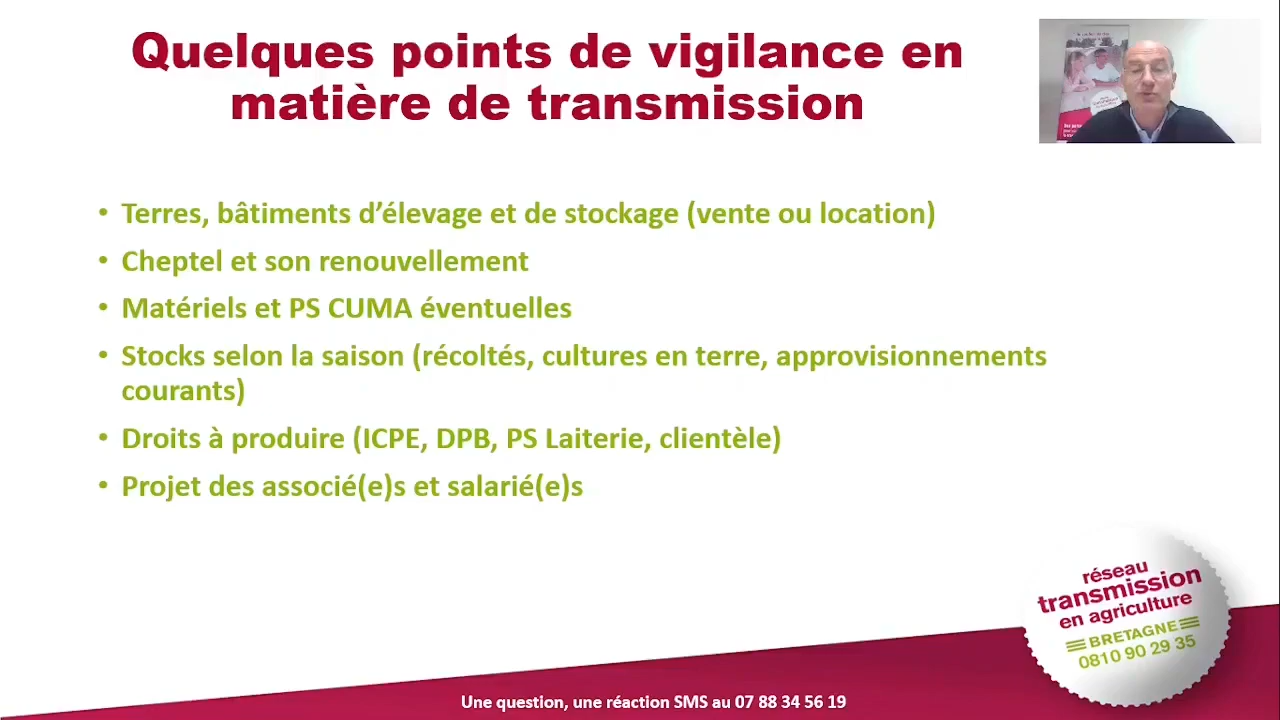 Quelques points de vigilance en
matière de transmission
• Terres, bâtiments d’élevage et de stockage (vente ou location)
• Cheptel et son renouvellement
• Matériels et PS CUMA éventuelles
• Stocks selon la saison (récoltés, cultures en terre, approvisionnements
courants)
• Droits à produire (ICPE, DPB, PS Laiterie, clientèle)
• Projet des associé(e)s et salarié(e)s
réseau
transmission
en agriculture
BRETAGNE
0810 90 29 35
Une question, une réaction SMS au 07 88 34 56 19